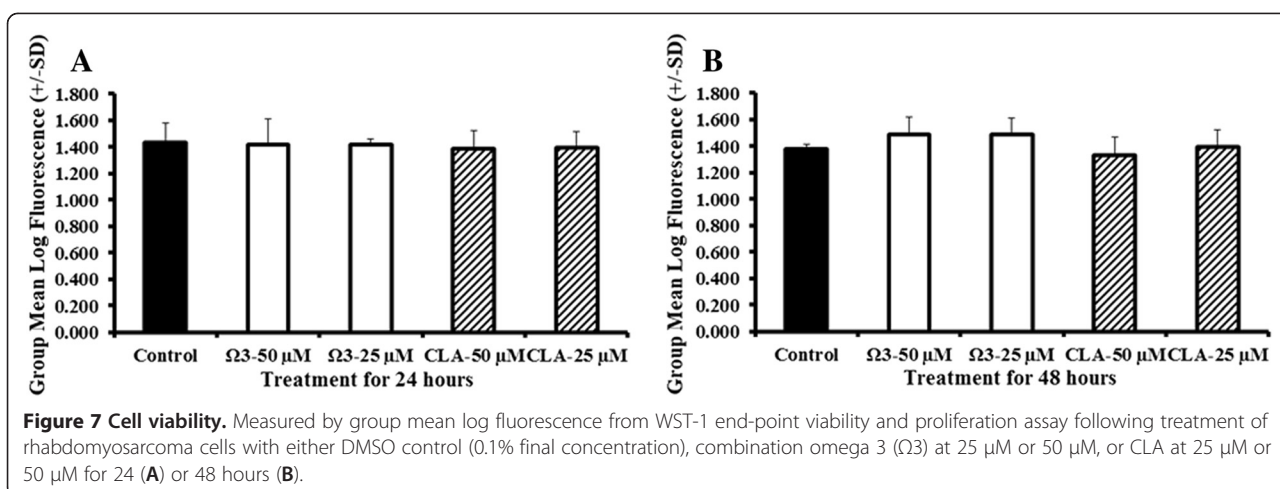 A
Group Mean Log Fluorescence (+/-SD)
1.800
1.600
1.400
1.200
1.000
0.800
0.600
0.400
0.200
0.000
Control Ω3-50 µM Ω3-25 µM CLA-50 µM CLA-25 µM
Treatment for 24 hours
B
Group Mean Log Fluorescence (+/-SD)
1.800
1.600
1.400
1.200
1.000
0.800
0.600
0.400
0.200
0.000
Control Ω3-50 µM Ω3-25 µM CLA-50 µM CLA-25 µM
Treatment for 48 hours
Figure 7 Cell viability. Measured by group mean log fluorescence from WST-1 end-point viability and proliferation assay following treatment of
rhabdomyosarcoma cells with either DMSO control (0.1% final concentration), combination omega 3 (Ω3) at 25 µM or 50 µM, or CLA at 25 µM or
50 µM for 24 (A) or 48 hours (B).